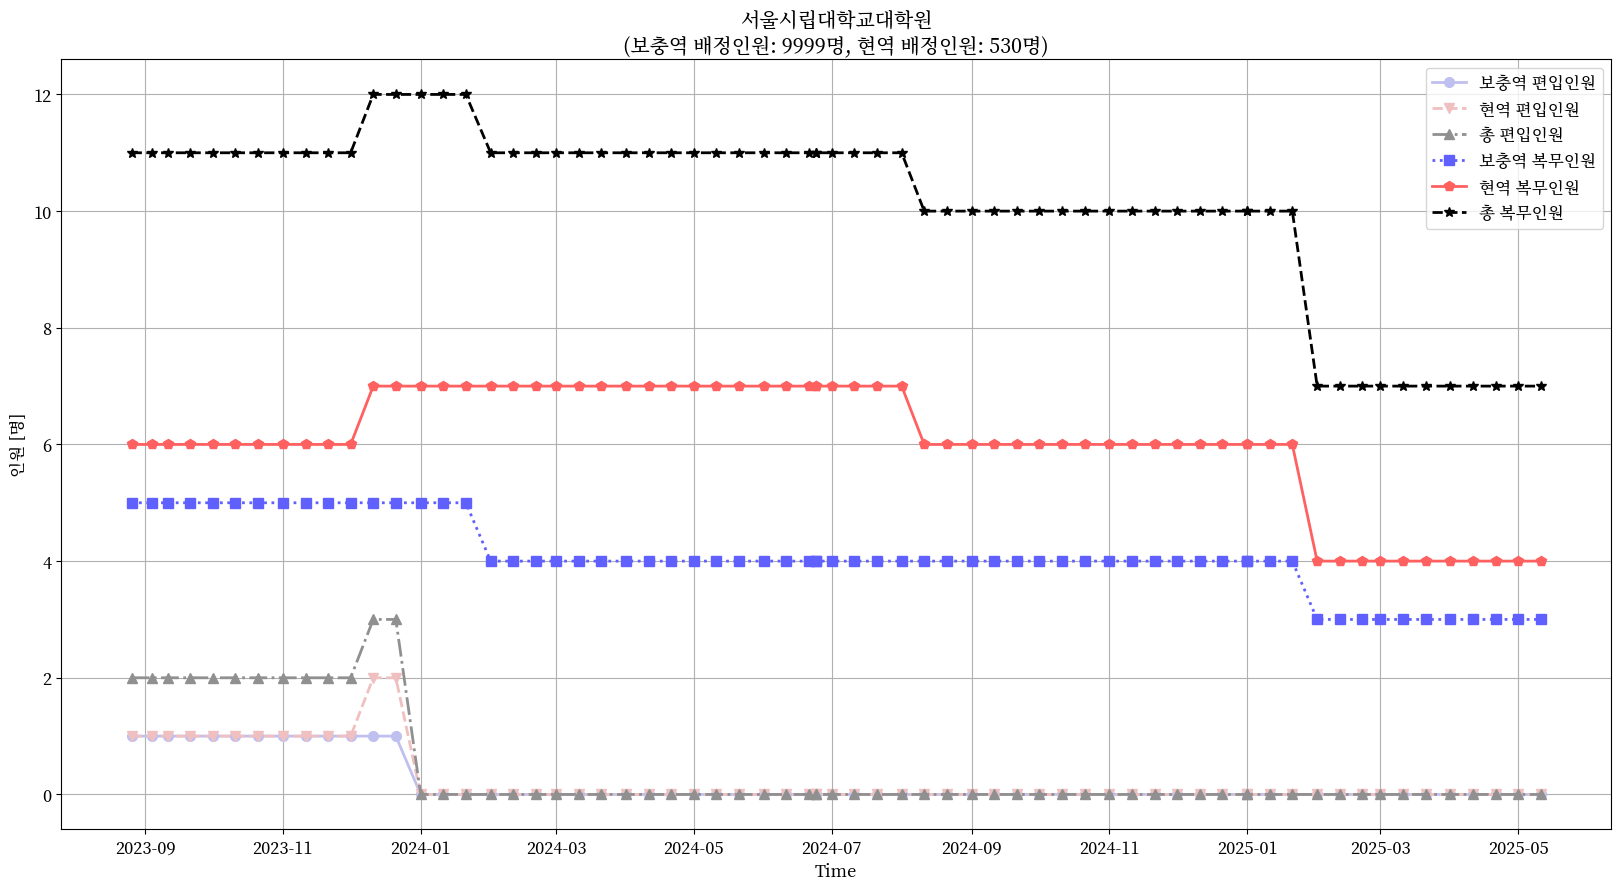 서울시립대학교대학원
(보충역 배정인원: 9999명, 현역 배정인원: 530명)
보충역 편입인원
현역 편입인원
총 편입인원
보충역 복무인원
현역 복무인원
총 복무인원
인원 [명]
12
10
8
6
4
2
0
2023-09
2023-11
2024-01
2024-03
2024-05
2024-07
2024-09
2024-11
2025-01
2025-03
2025-05
Time